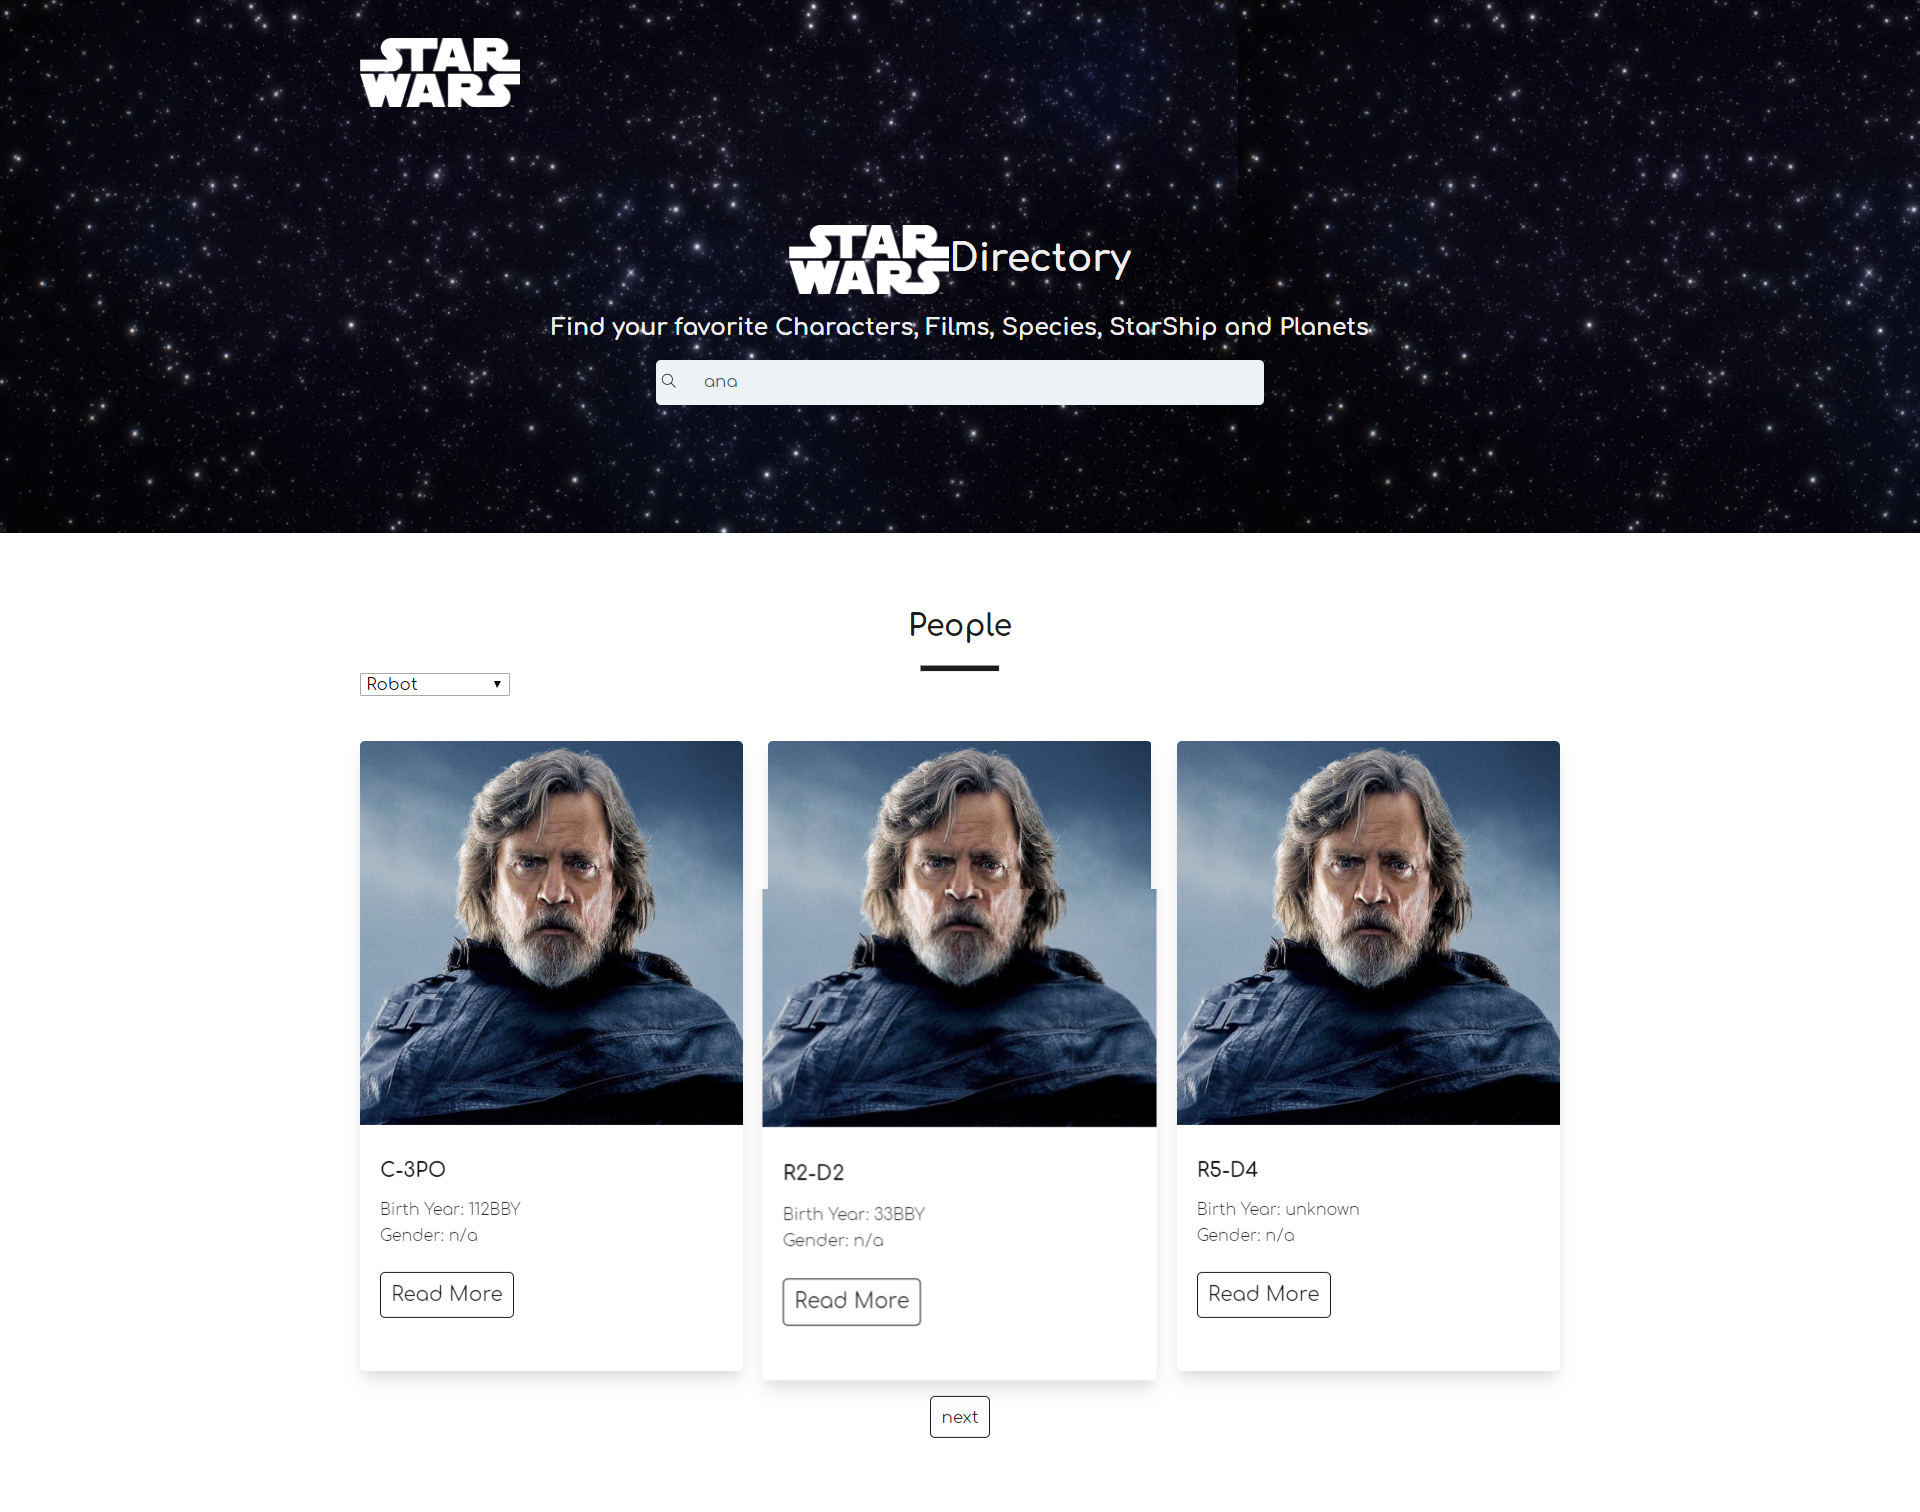 STAR
WARS
STAR
WARS Directory
Find your favorite Characters, Films, Species, StarShip and Planets
ana
People
Robot
C-3PO
Birth Year: 112BBY
Gender: n/a
Read More
R2-D2
Birth Year: 33BBY
Gender: n/a
Read More
R5-D4
Birth Year: unknown
Gender: n/a
Read More
next